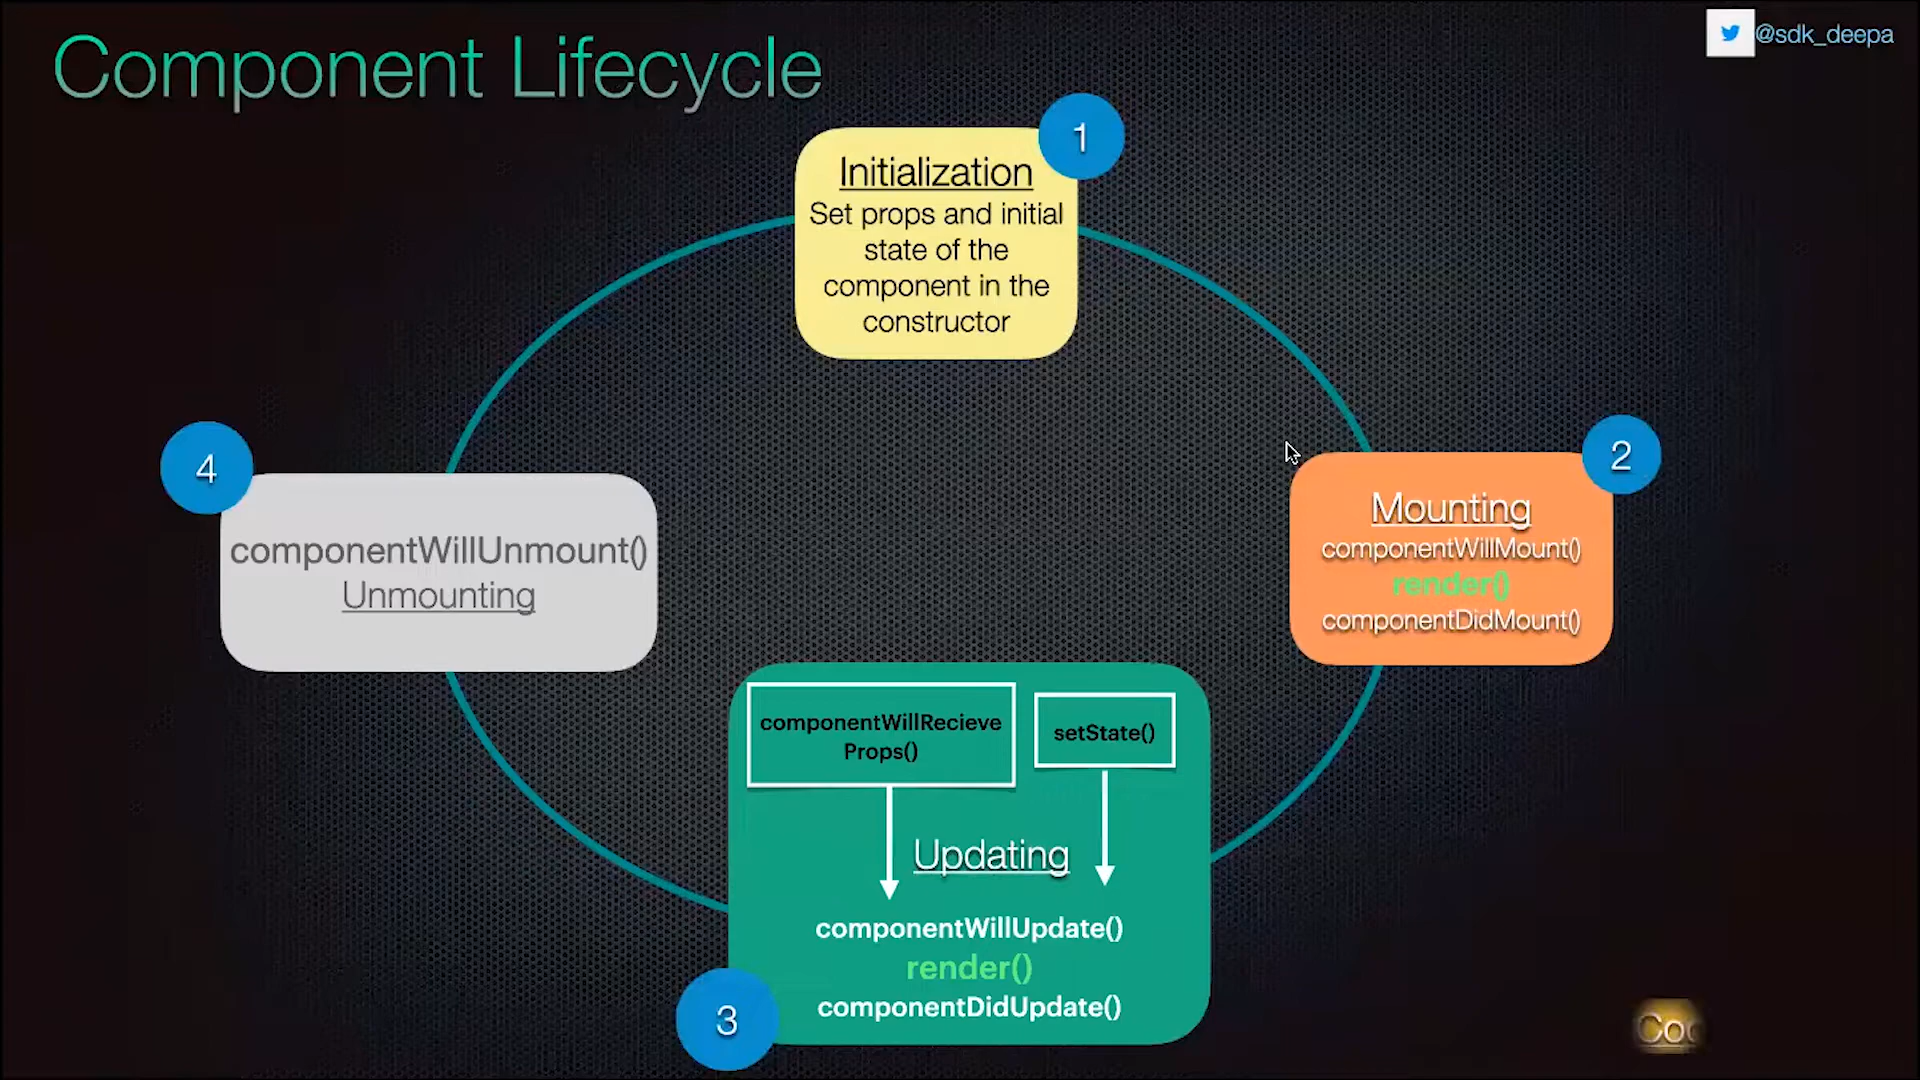 Component Lifecycle
@sdk_deepa
1
Initialization
Set props and initial
state of the
component in the
constructor
2
Mounting
componentWillMount()
render()
componentDidMount()
4
componentWillUnmount()
Unmounting
componentWillRecieve
Props()
setState()
Updating
componentWillUpdate()
render()
componentDidUpdate()
3